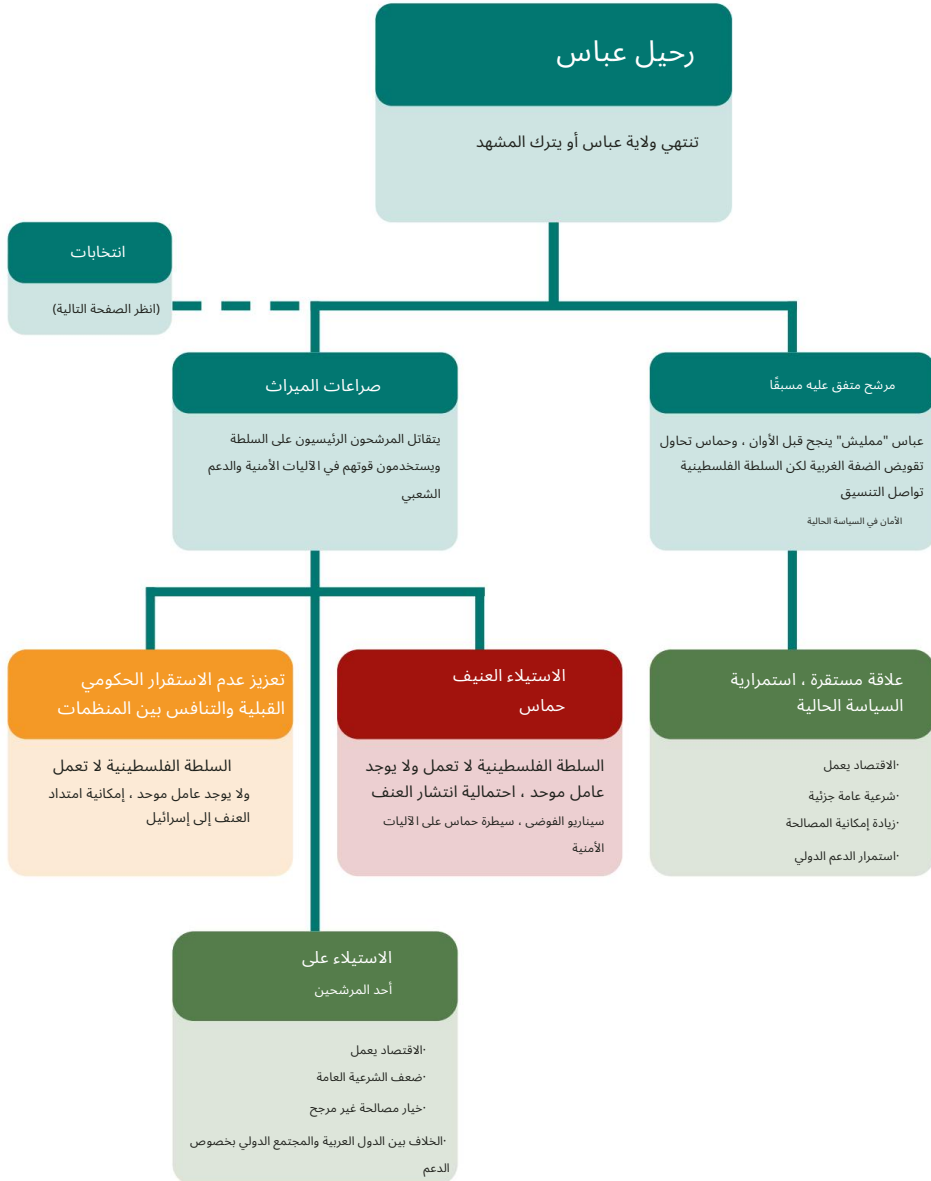 رحيل عباس
تنتهي ولاية عباس أو يترك المشهد
انتخابات
(انظر الصفحة التالية)
صراعات الميراث
يتقاتل المرشحون الرئيسيون على السلطة
ويستخدمون قوتهم في الآليات الأمنية والدعم
الشعبي
مرشح متفق عليه مسبقًا
عباس "ممليش" ينجح قبل الأوان ، وحماس تحاول
تقويض الضفة الغربية لكن السلطة الفلسطينية
تواصل التنسيق
الأمان في السياسة الحالية
تعزيز عدم الاستقرار الحكومي
القبلية والتنافس بين المنظمات
السلطة الفلسطينية لا تعمل
ولا يوجد عامل موحد ، إمكانية امتداد
العنف إلى إسرائيل
الاستيلاء العنيف
حماس
السلطة الفلسطينية لا تعمل ولا يوجد
عامل موحد ، احتمالية انتشار العنف
سيناريو الفوضى ، سيطرة حماس على الآليات
الأمنية
علاقة مستقرة ، استمرارية
السياسة الحالية
·الاقتصاد يعمل
·شرعية عامة جزئية
·زيادة إمكانية المصالحة
·استمرار الدعم الدولي
الاستيلاء على
أحد المرشحين
·الاقتصاد يعمل
·ضعف الشرعية العامة
·خيار مصالحة غير مرجح
·الخلاف بين الدول العربية والمجتمع الدولي بخصوص
الدعم